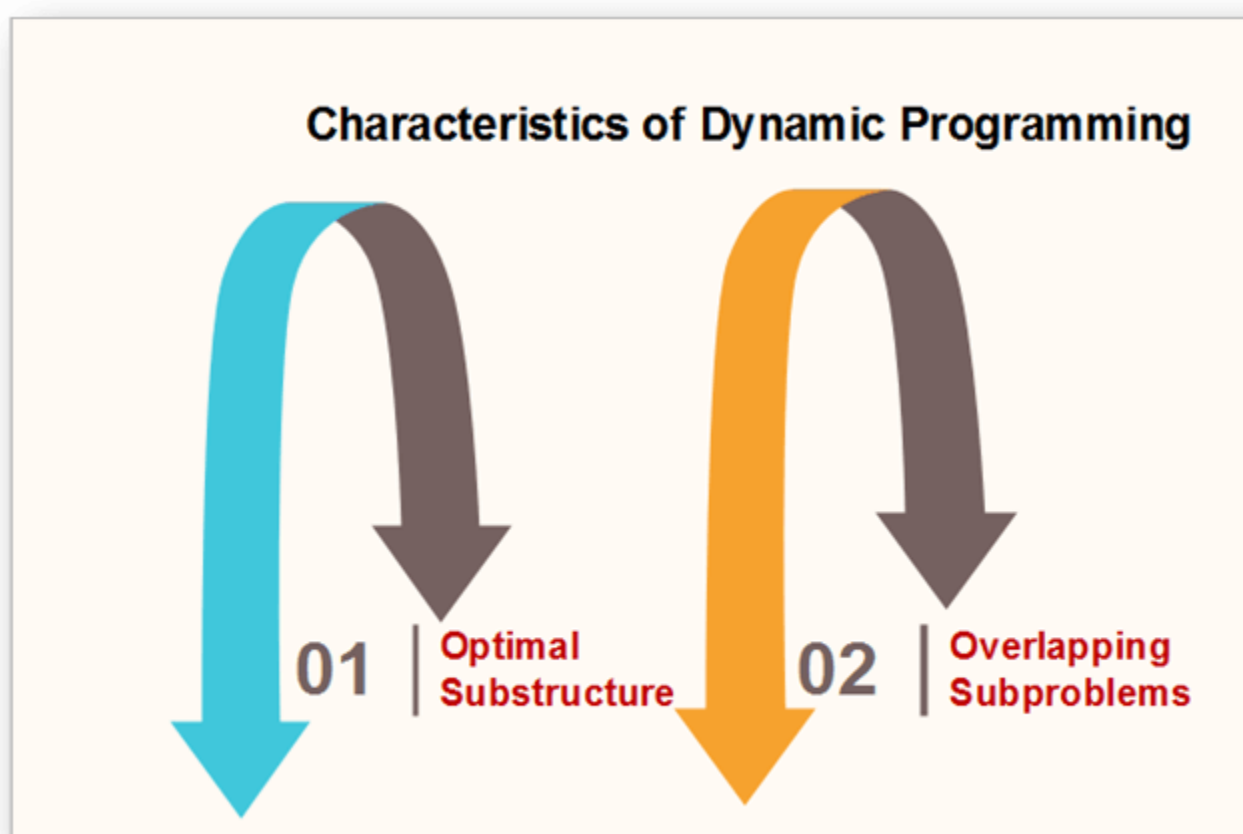 Characteristics of Dynamic Programming
01
Optimal
Substructure
02
Overlapping
Subproblems